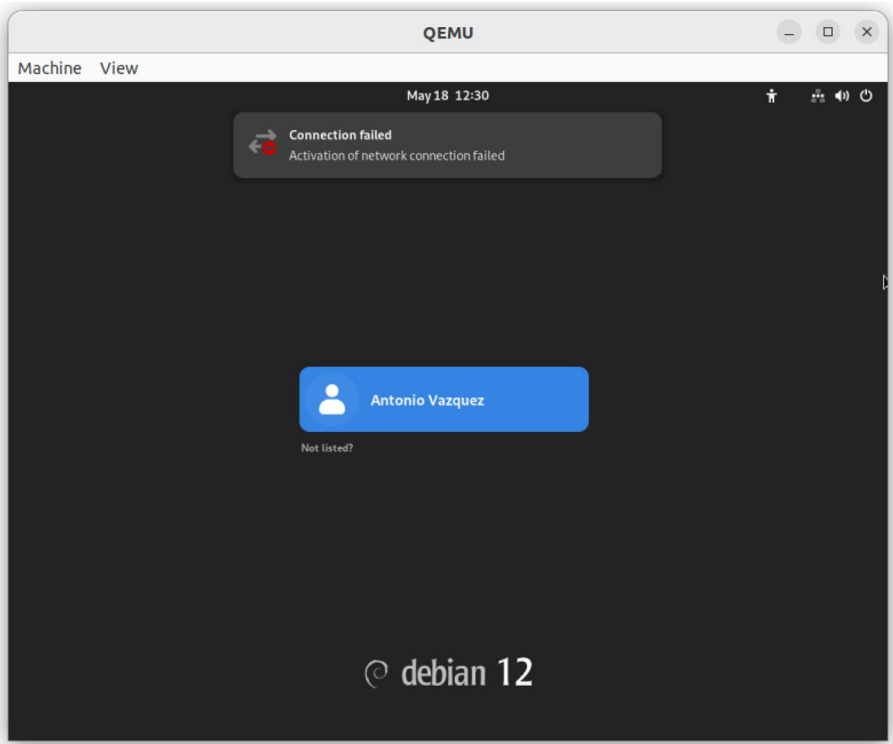 QEMU
Machine View
May 18 12:30
Connection failed
Activation of network connection failed
Antonio Vazquez
Not listed?
debian 12